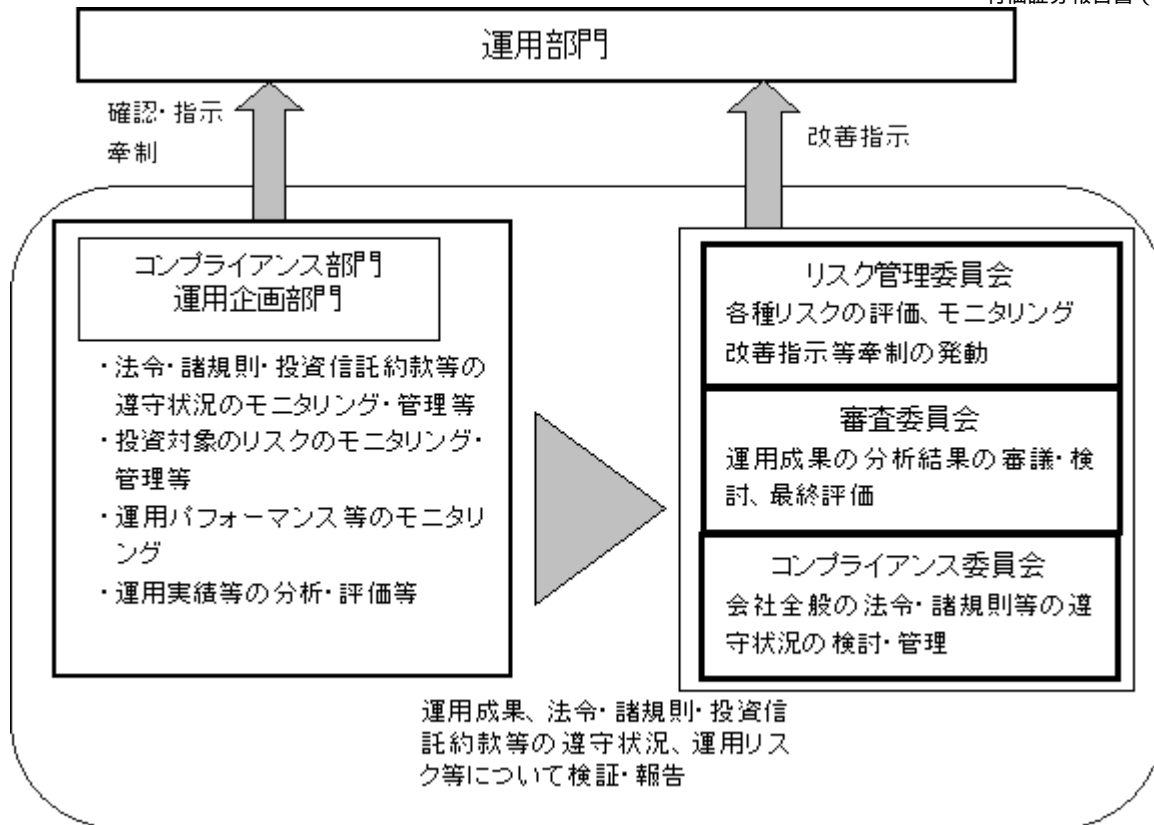 運用部門
確認・指示
牽制
改善指示
コンプライアンス部門
運用企画部門
・法令・諸規則・投資信託約款等の
遵守状況のモニタリング・管理等
・投資対象のリスクのモニタリング・
管理等
・運用パフォーマンス等のモニタリ
ング
・運用実績等の分析・評価等
リスク管理委員会
各種リスクの評価、モニタリング
改善指示等牽制の発動
審査委員会
運用成果の分析結果の審議・検
討、最終評価
コンプライアンス委員会
会社全般の法令・諸規則等の遵
守状況の検討・管理
運用成果、法令・諸規則・投資信
託約款等の遵守状況、運用リス
ク等について検証・報告